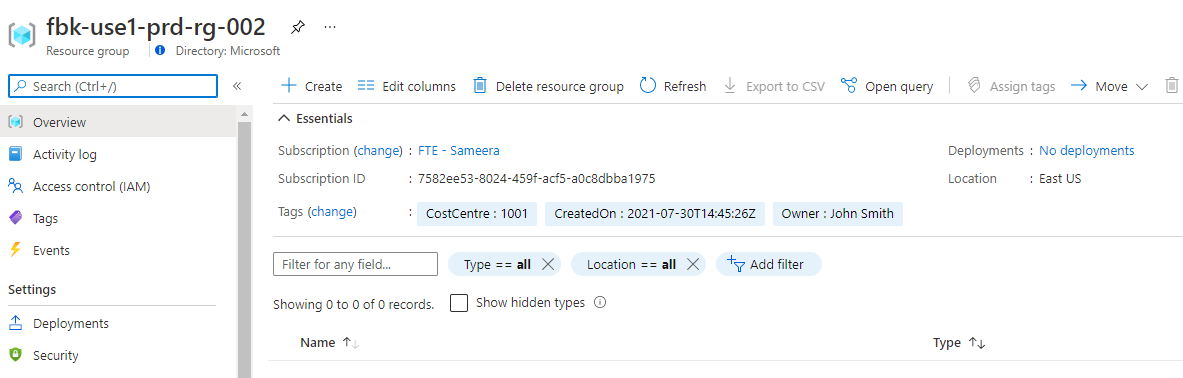 fbk-use1-prd-rg-002
Resource group
Directory: Microsoft
Search (Ctrl+/)
Overview
Activity log
Access control (IAM)
Tags
Events
Settings
Deployments
Security
Create Edit columns Delete resource group Refresh Export to CSV Open query Assign tags Move
Essentials
Subscription (change) : FTE - Sameera
Deployments : No deployments
Subscription ID : 7582ee53-8024-459f-acf5-a0c8dbba1975
Location : East US
Tags (change) : CostCentre : 1001 CreatedOn : 2021-07-30T14:45:26Z Owner : John Smith
Filter for any field... Type == all Location == all Add filter
Showing 0 to 0 of 0 records. Show hidden types
Name Type